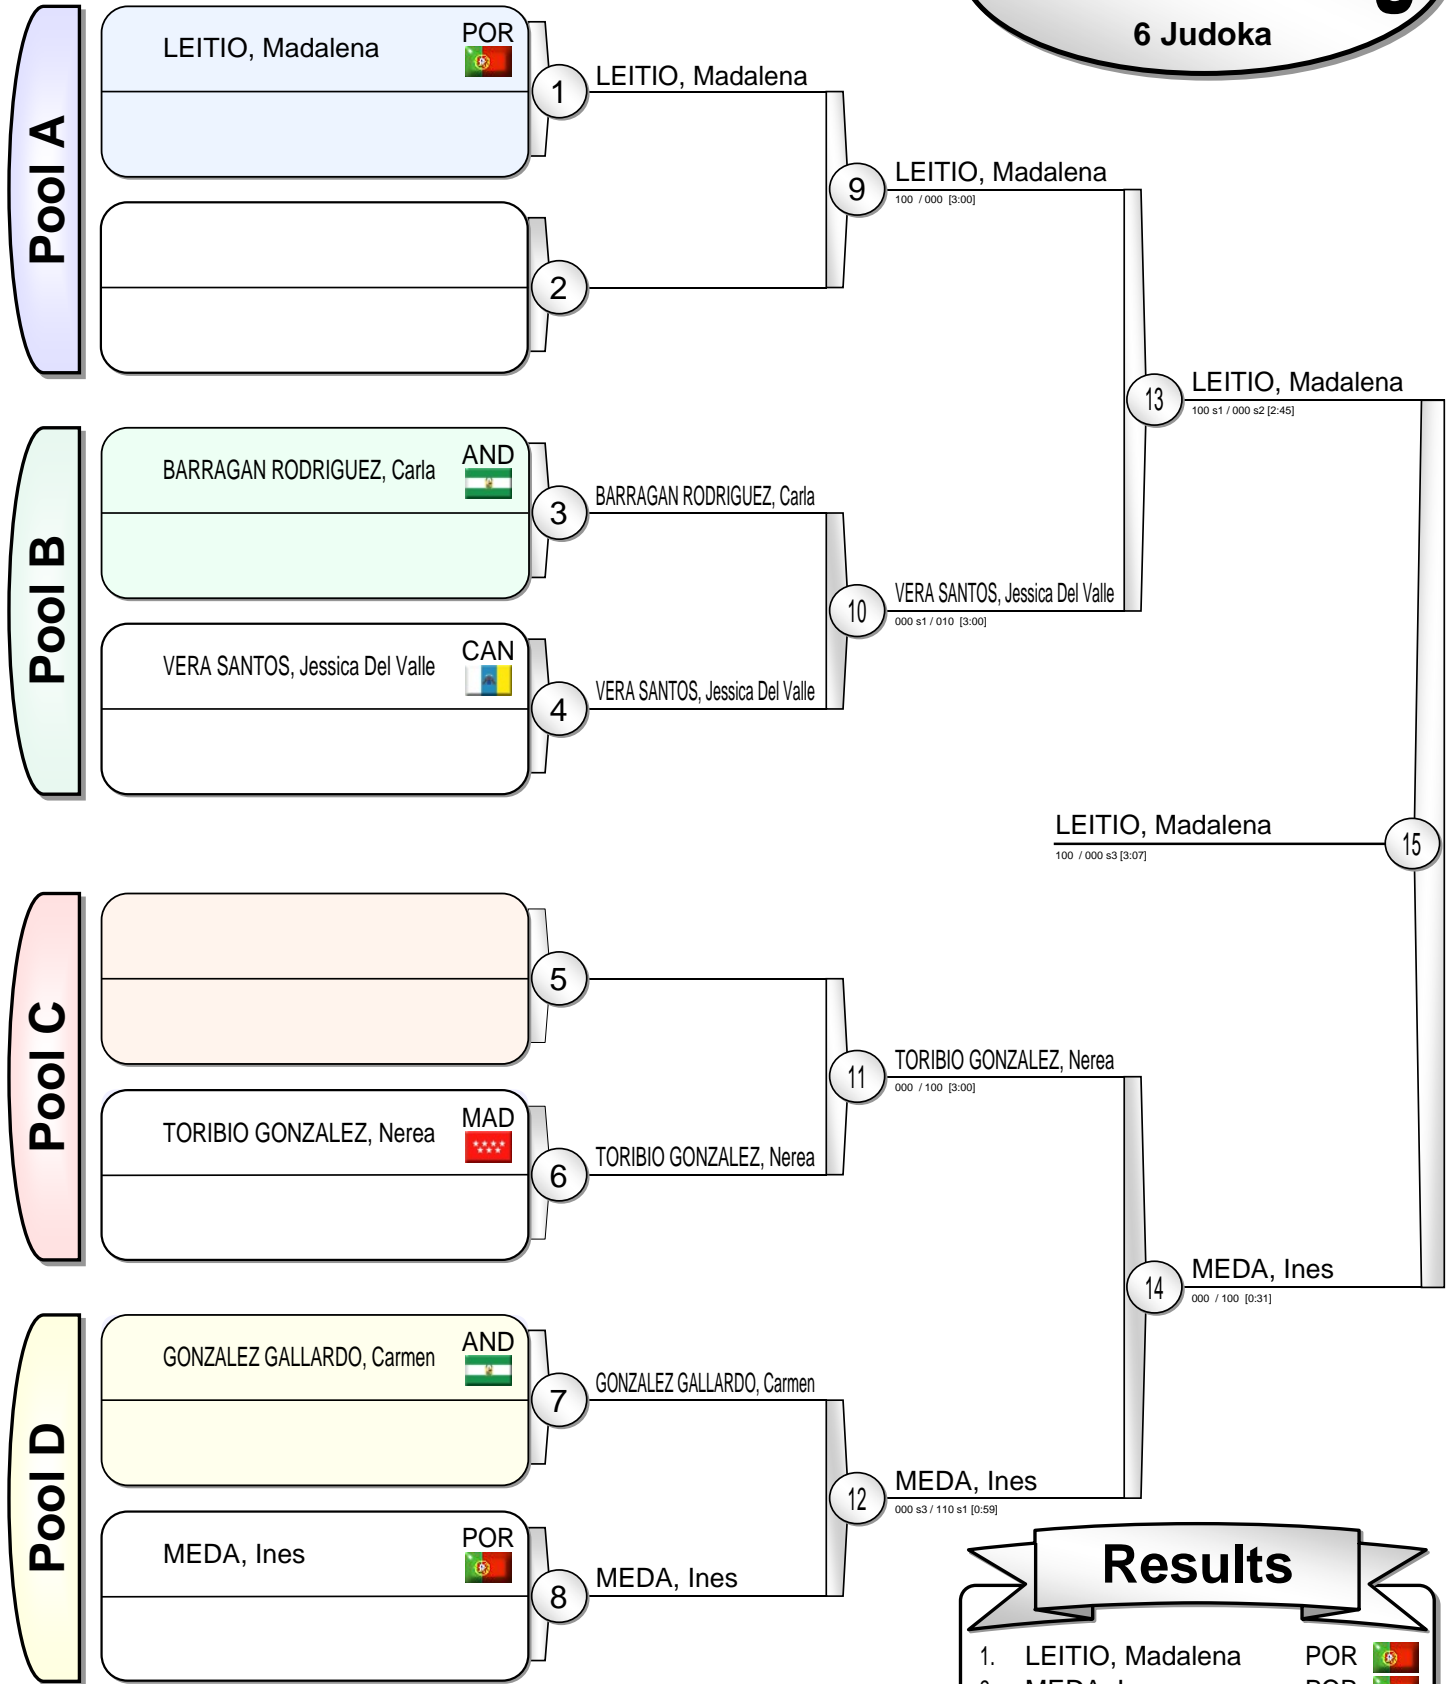 6 Judoka
Pool A
LEITIO, Madalena
POR
1
LEITIO, Madalena
2
9
LEITIO, Madalena
100 / 000 [3:00]
Pool B
BARRAGAN RODRIGUEZ, Carla
AND
3
BARRAGAN RODRIGUEZ, Carla
VERA SANTOS, Jessica Del Valle
CAN
4
VERA SANTOS, Jessica Del Valle
10
VERA SANTOS, Jessica Del Valle
000 s1 / 010 [3:00]
13
LEITIO, Madalena
100 s1 / 000 s2 [2:45]
LEITIO, Madalena
100 / 000 s3 [3:07]
15
Pool C
5
TORIBIO GONZALEZ, Nerea
MAD
6
TORIBIO GONZALEZ, Nerea
11
TORIBIO GONZALEZ, Nerea
000 / 100 [3:00]
Pool D
GONZALEZ GALLARDO, Carmen
AND
7
GONZALEZ GALLARDO, Carmen
MEDA, Ines
POR
8
MEDA, Ines
12
MEDA, Ines
000 s3 / 110 s1 [0:59]
14
MEDA, Ines
000 / 100 [0:31]
Results
1. LEITIO, Madalena POR